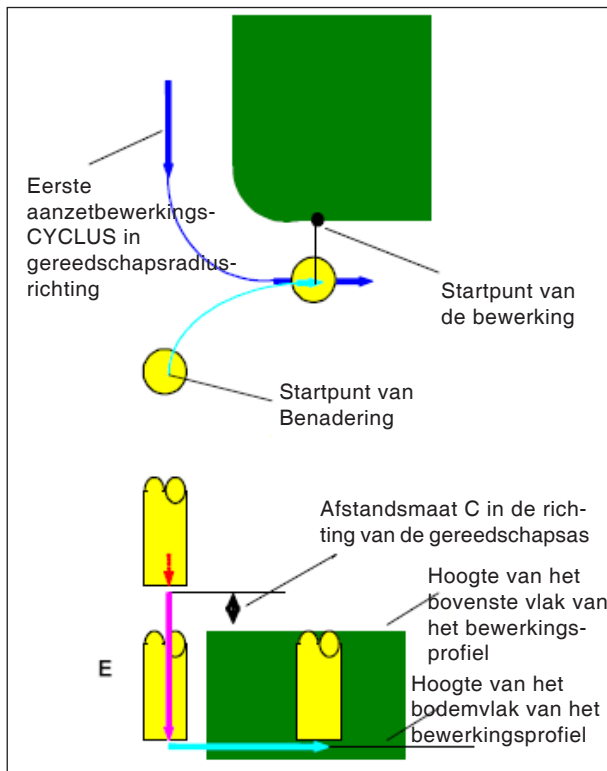 Eerste
aanzetbewerkings-
CYCLUS in
gereedschapsradius-
richting
Startpunt van
de bewerking
Startpunt van
Benadering
Afstandsmaat C in de rich-
ting van de gereedschapsas
Hoogte van het
bovenste vlak van
het bewerkings-
profiel
E
Hoogte van het
bodemvlak van het
bewerkingsprofiel